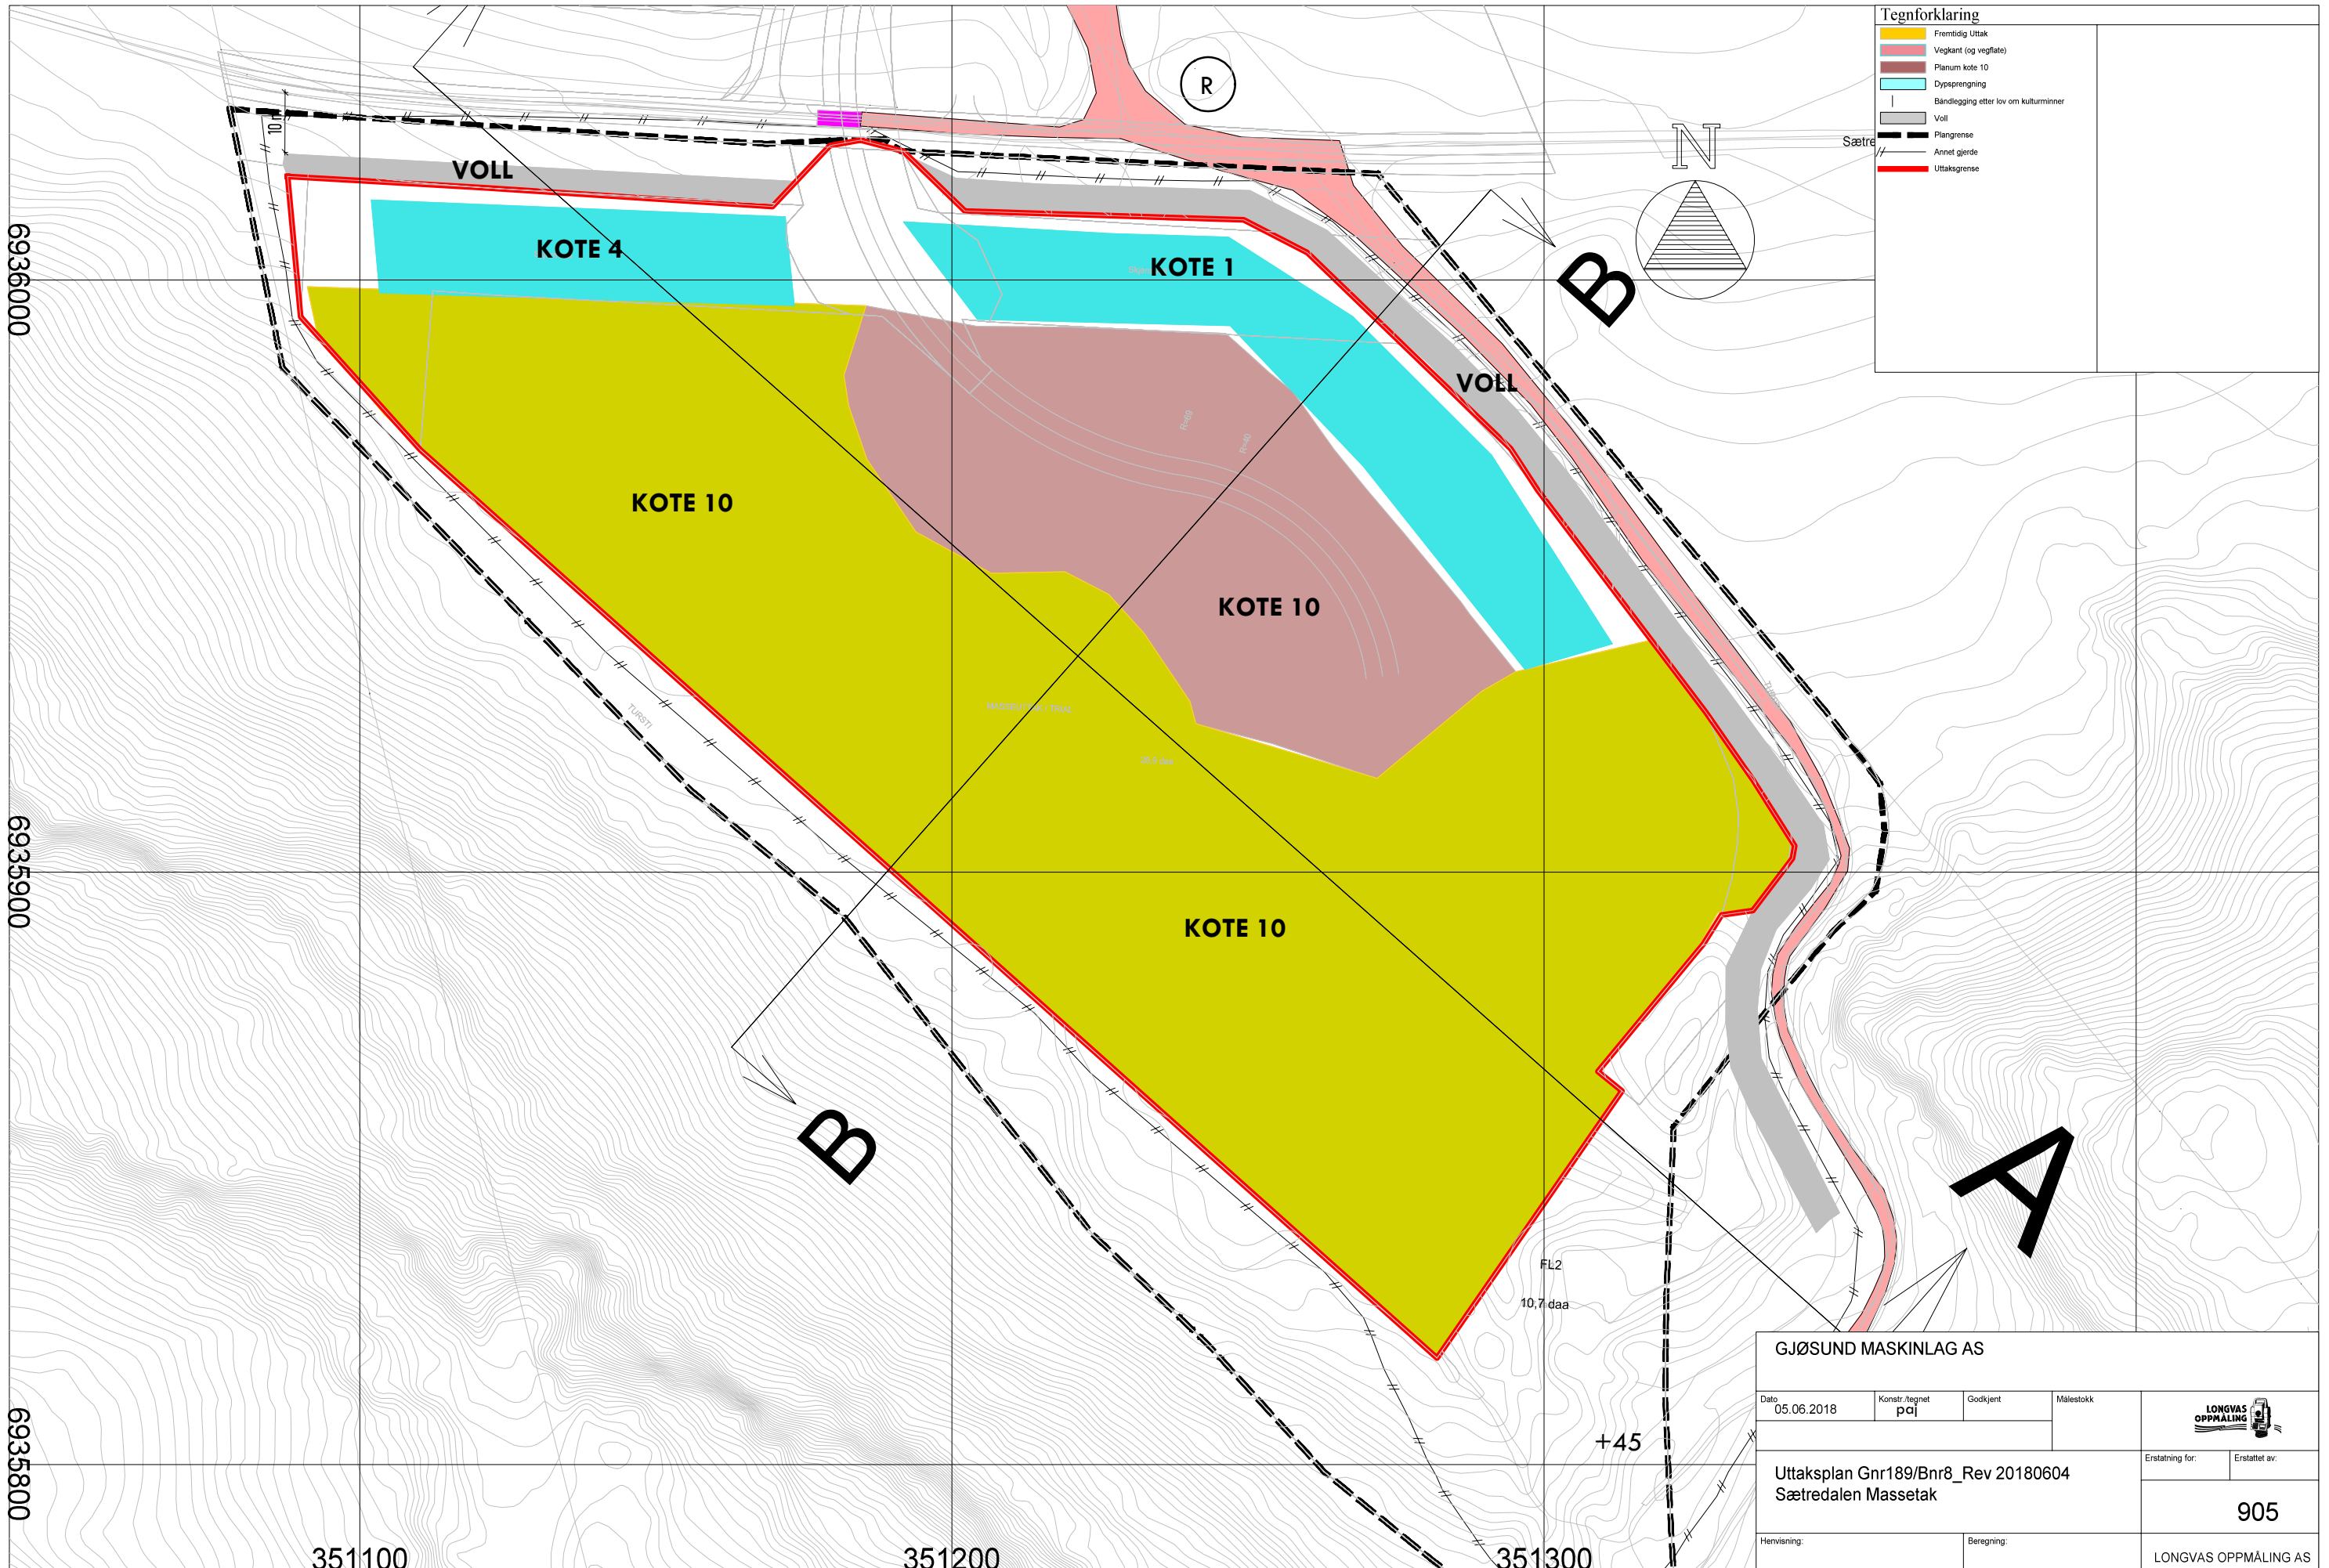 Tegnforklaring
Fremtidig Uttak
Vegkant (og vegflate)
Planum kote 10
Dypsprengning
Båndlegging etter lov om kulturminner
Voll
Plangrense
Annet gjerde
Uttaksgrense
R
N
Sætre
10
VOLL
KOTE 4
KOTE 1
B
6936000
VOLL
R=89
R=40
KOTE 10
KOTE 10
TURSTI
6935900
KOTE 10
B
A
FL2
10,7 daa
+45
6935800
351100
351200
351300
GJØSUND MASKINLAG AS
Dato
05.06.2018
Konstr./tegnet
paj
Godkjent
Målestokk
LONGVAS
OPPMÅLING
Uttaksplan Gnr189/Bnr8_Rev 20180604
Sætredalen Massetak
Erstatning for:
Erstattet av:
905
Henvisning:
Beregning:
LONGVAS OPPMÅLING AS